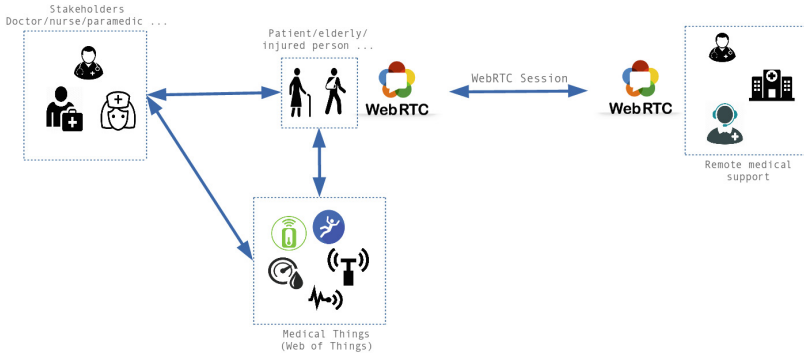 Stakeholders
Doctor/nurse/paramedic ...
Patient/elderly/
injured person ...
WebRTC
WebRTC Session
WebRTC
Remote medical
support
Medical Things
(Web of Things)